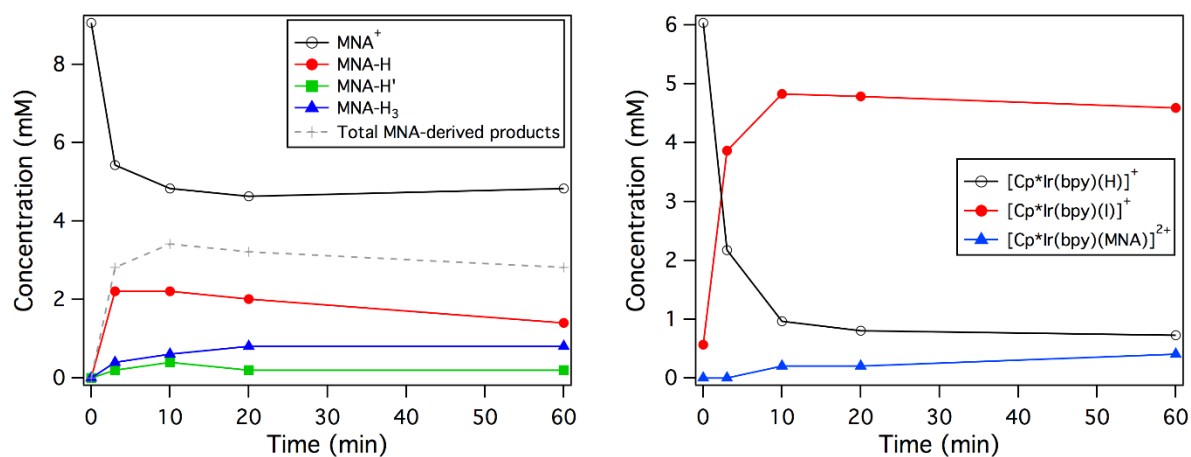 Concentration (mM)
8
6
4
2
0
MNA⁺
MNA-H
MNA-H'
MNA-H₃
Total MNA-derived products
0
10
20
30
40
50
60
Time (min)
Concentration (mM)
6
5
4
3
2
1
0
[Cp*Ir(bpy)(H)]⁺
[Cp*Ir(bpy)(I)]⁺
[Cp*Ir(bpy)(MNA)]²⁺
0
10
20
30
40
50
60
Time (min)